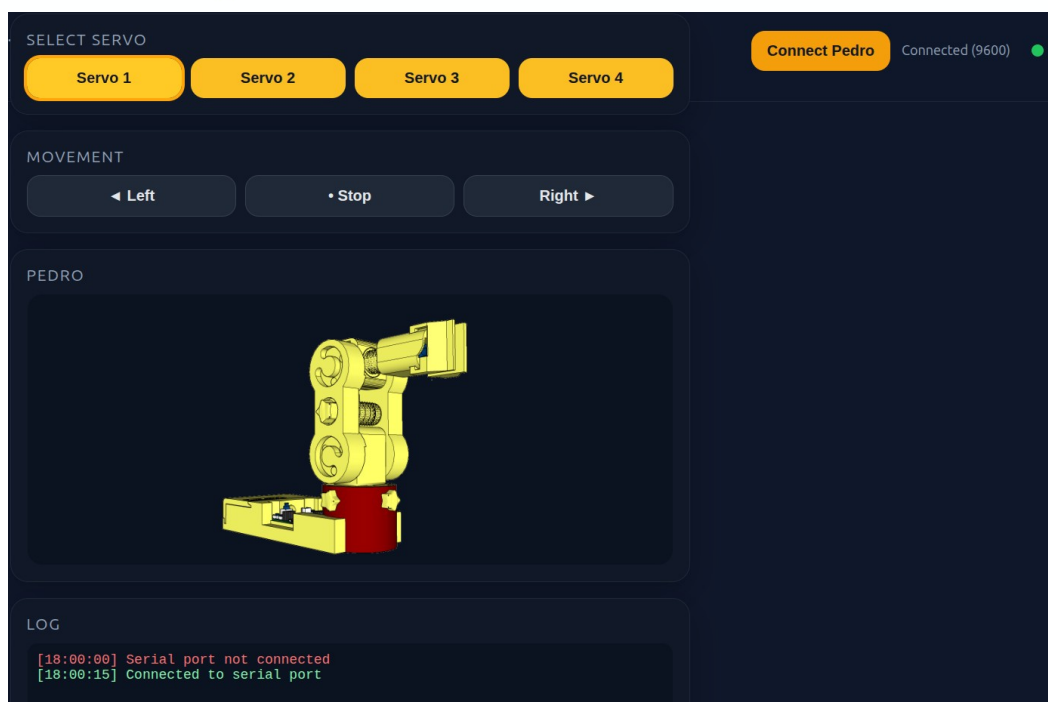 SELECT SERVO
Servo 1 Servo 2 Servo 3 Servo 4
Connect Pedro Connected (9600)
MOVEMENT
◄ Left • Stop Right ►
PEDRO
LOG
[18:00:00] Serial port not connected
[18:00:15] Connected to serial port